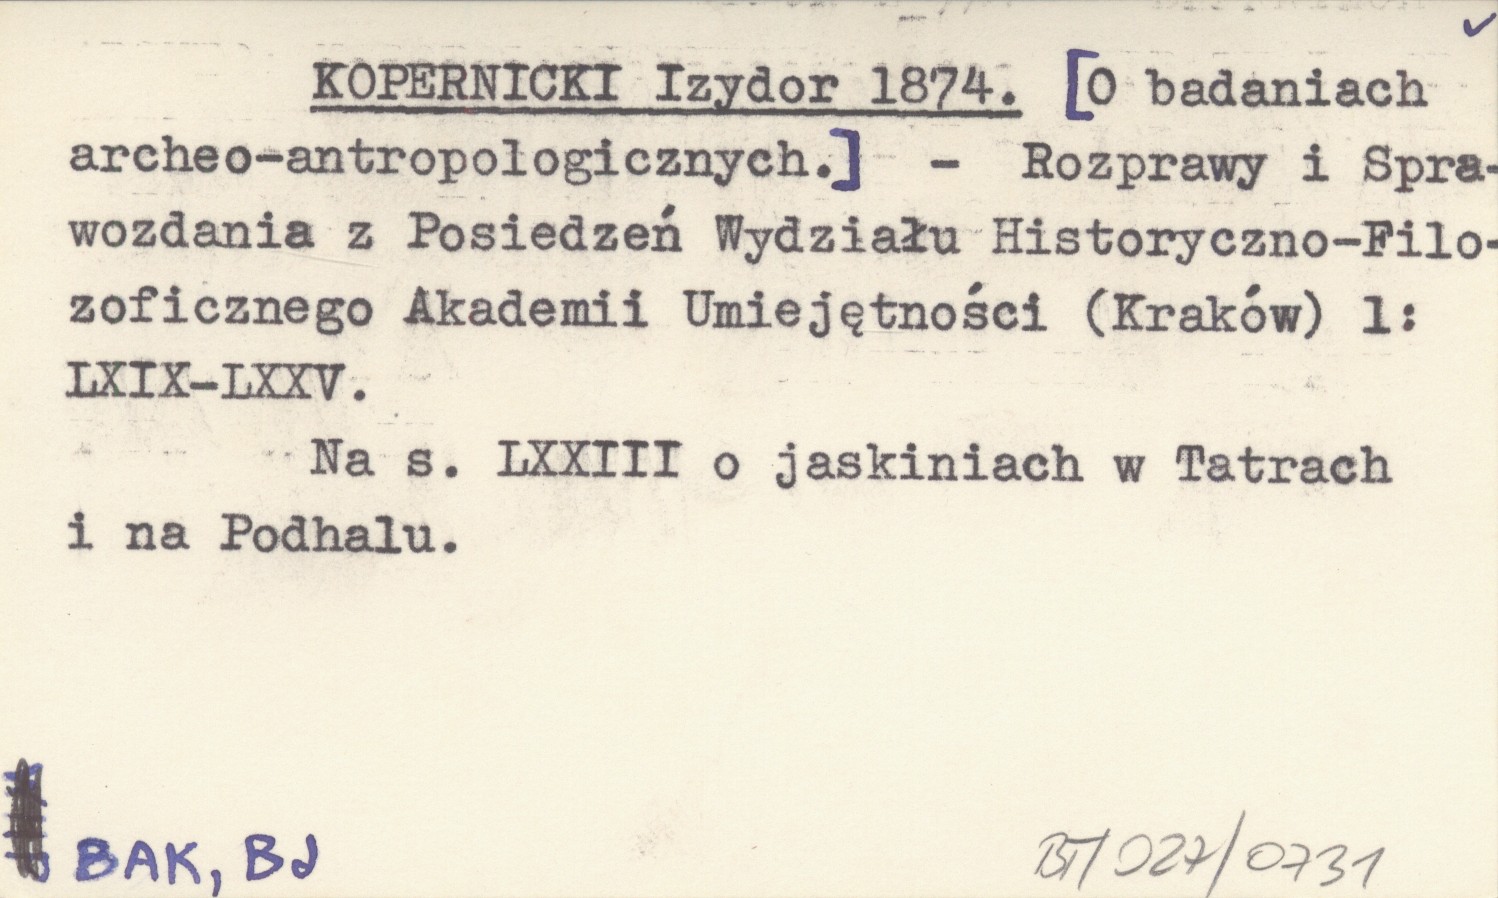 KOPERNICKI Izydor 1874. [O badaniach
archeo-antropologicznych.] - Rozprawy i Spra-
wozdania z Posiedzeń Wydziału Historyczno-Filo-
zoficznego Akademii Umiejętności (Kraków) 1:
LXIX-LXXV.
Na s. LXXIII o jaskiniach w Tatrach
i na Podhalu.
BAK, BJ
BT/027/0731